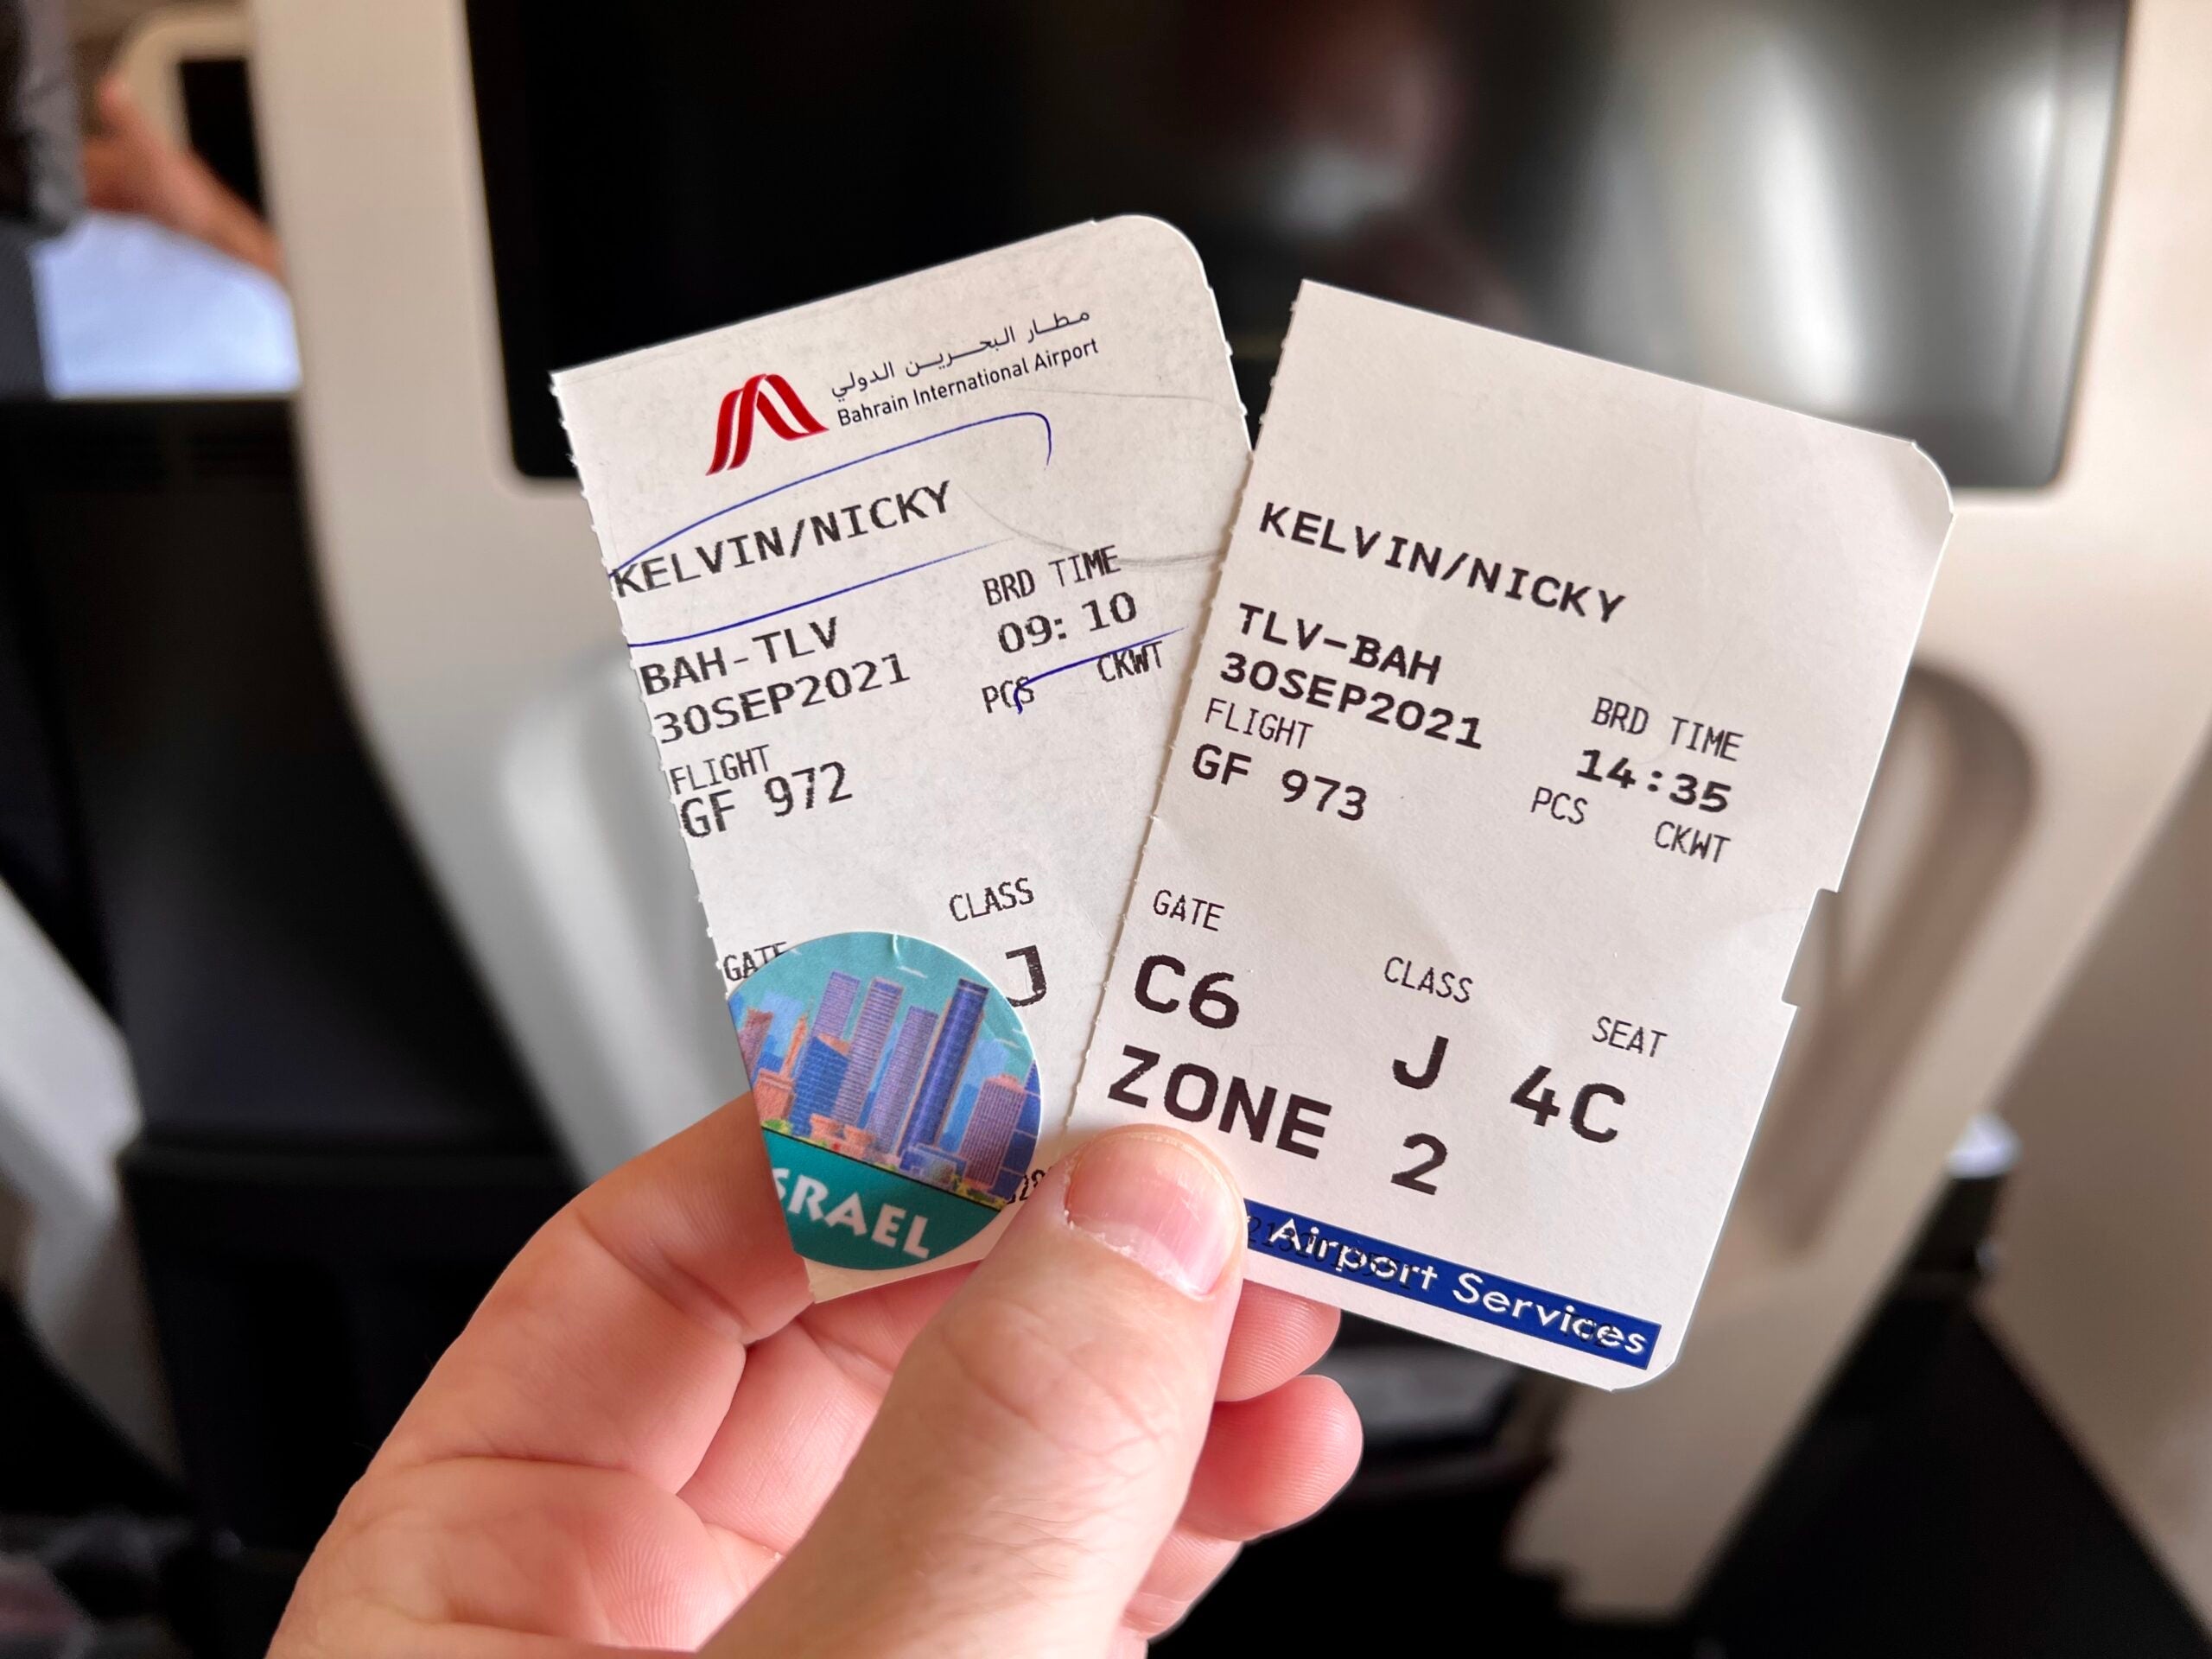 مطار البحرين الدولي
Bahrain International Airport
KELVIN/NICKY
BAH-TLV
BRD TIME
30SEP2021
09:10
PCS
CKWT
FLIGHT
GF 972
CLASS
GATE
J
SRAEL
KELVIN/NICKY
TLV-BAH
30SEP2021
BRD TIME
FLIGHT
14:35
GF 973
PCS
CKWT
GATE
CLASS
SEAT
C6
J
4C
ZONE 2
Airport Services